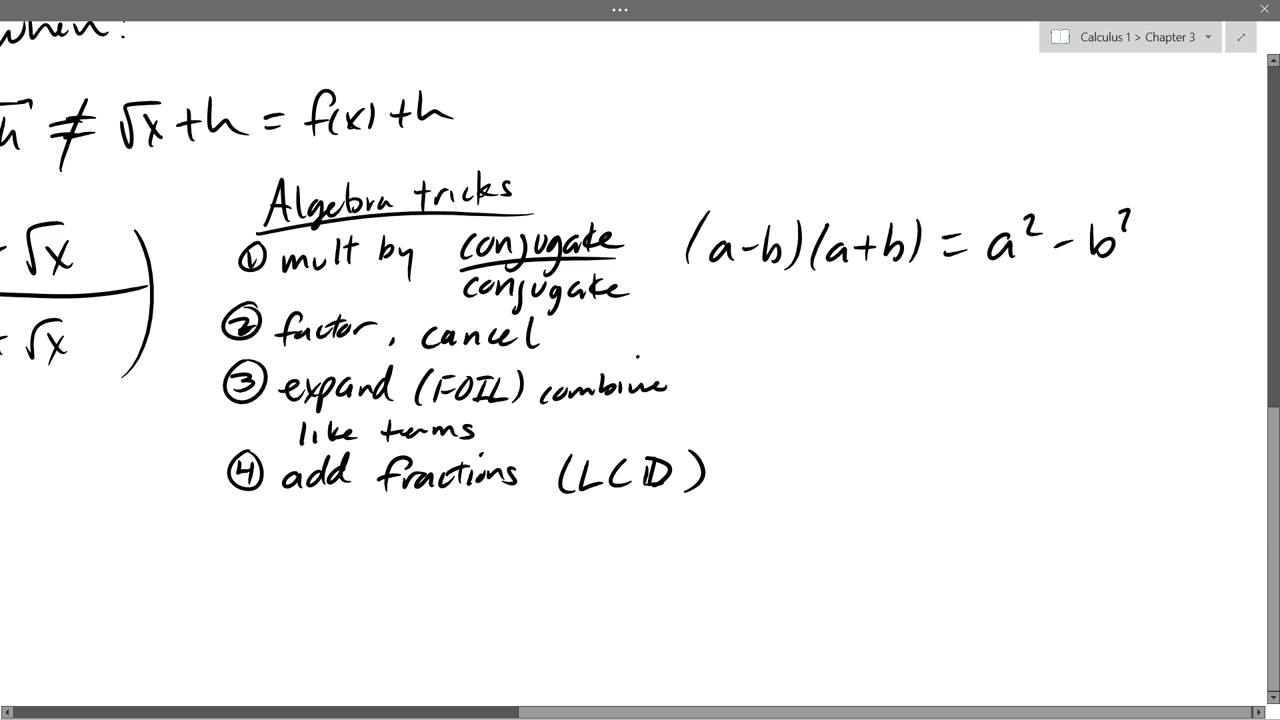 when:
Calculus 1 > Chapter 3
h ≠ √x + h = f(x) + h
Algebra tricks
① mult by conjugate/conjugate (a-b)(a+b) = a² - b²
√x
√x
② factor, cancel
③ expand (FOIL) combine
like terms
④ add fractions (LCD)